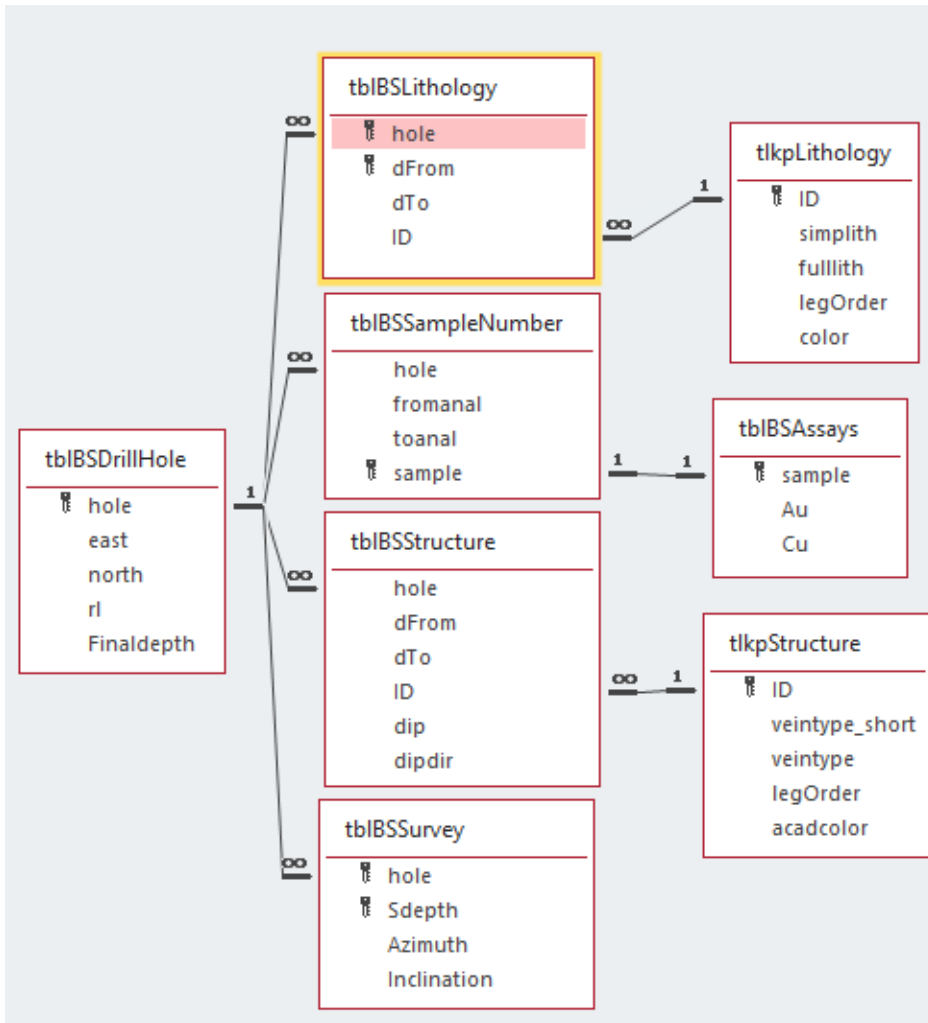 tblBSLithology
hole
dFrom
dTo
ID
tlkpLithology
ID
simplith
fulllith
legOrder
color
tblBSSampleNumber
hole
fromanal
toanal
sample
tblBSAssays
sample
Au
Cu
tblBSDrillHole
hole
east
north
rl
Finaldepth
tblBSStructure
hole
dFrom
dTo
ID
dip
dipdir
tlkpStructure
ID
veintype_short
veintype
legOrder
acadcolor
tblBSSurvey
hole
Sdepth
Azimuth
Inclination
∞
∞
∞
∞
1
∞
1
1
1
∞
1